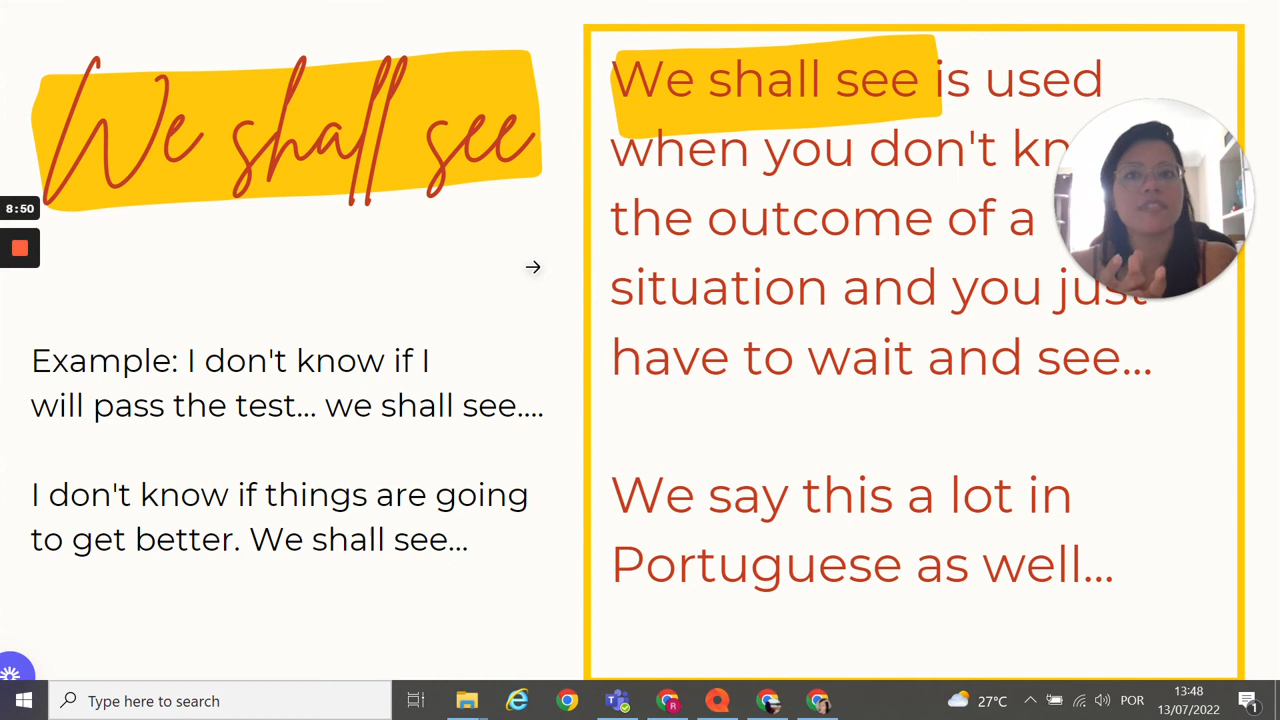 We shall see
8:50
Example: I don't know if I
will pass the test... we shall see....
I don't know if things are going
to get better. We shall see...
We shall see is used
when you don't kn
the outcome of a
situation and you just
have to wait and see...
We say this a lot in
Portuguese as well...
Type here to search
27°C
POR
13:48
13/07/2022
1